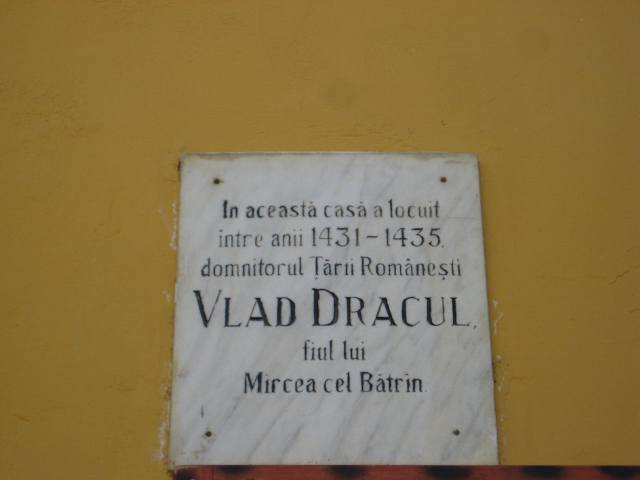 In această casă a locuit
între anii 1431 - 1435,
domnitorul Țării Românești
VLAD DRACUL,
fiul lui
Mircea cel Bătrîn